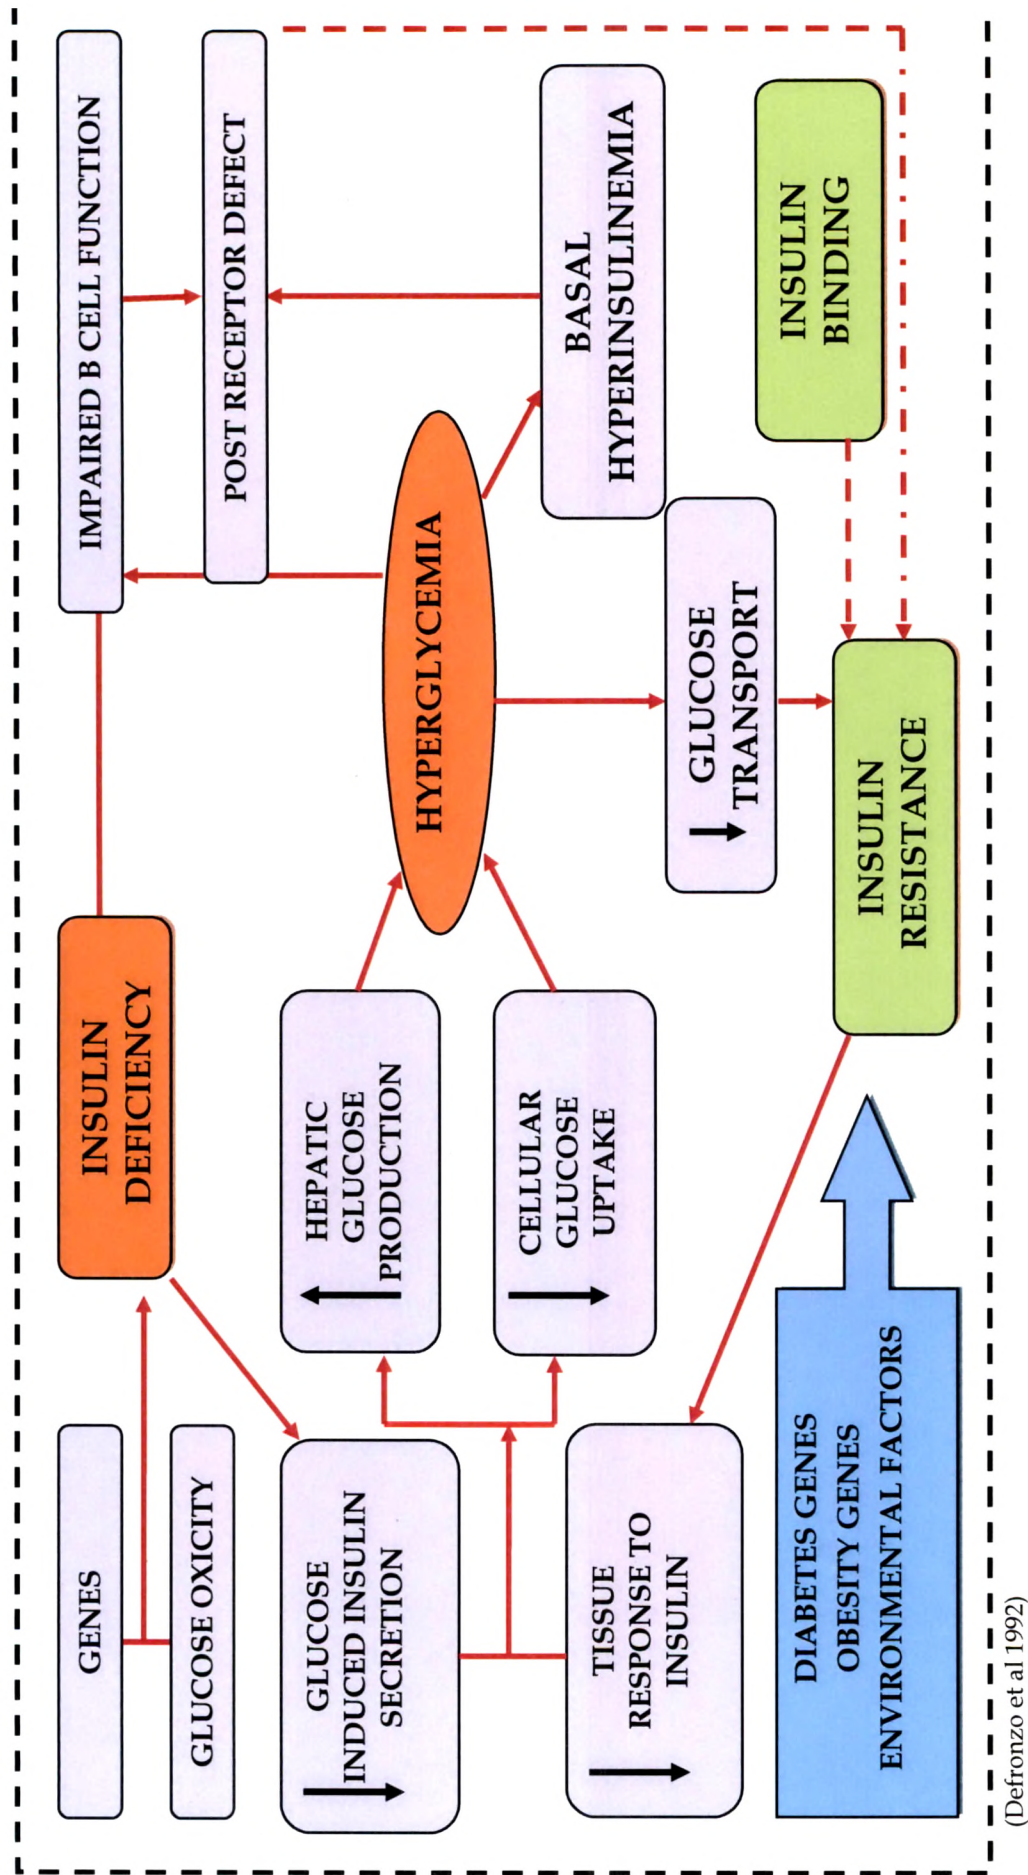 GENES
GLUCOSE OXICITY
INSULIN
DEFICIENCY
IMPAIRED B CELL FUNCTION
POST RECEPTOR DEFECT
GLUCOSE
INDUCED INSULIN
SECRETION
HEPATIC
GLUCOSE
PRODUCTION
HYPERGLYCEMIA
CELLULAR
GLUCOSE
UPTAKE
BASAL
HYPERINSULINEMIA
TISSUE
RESPONSE TO
INSULIN
GLUCOSE
TRANSPORT
INSULIN
BINDING
INSULIN
RESISTANCE
DIABETES GENES
OBESITY GENES
ENVIRONMENTAL FACTORS
(Defronzo et al 1992)